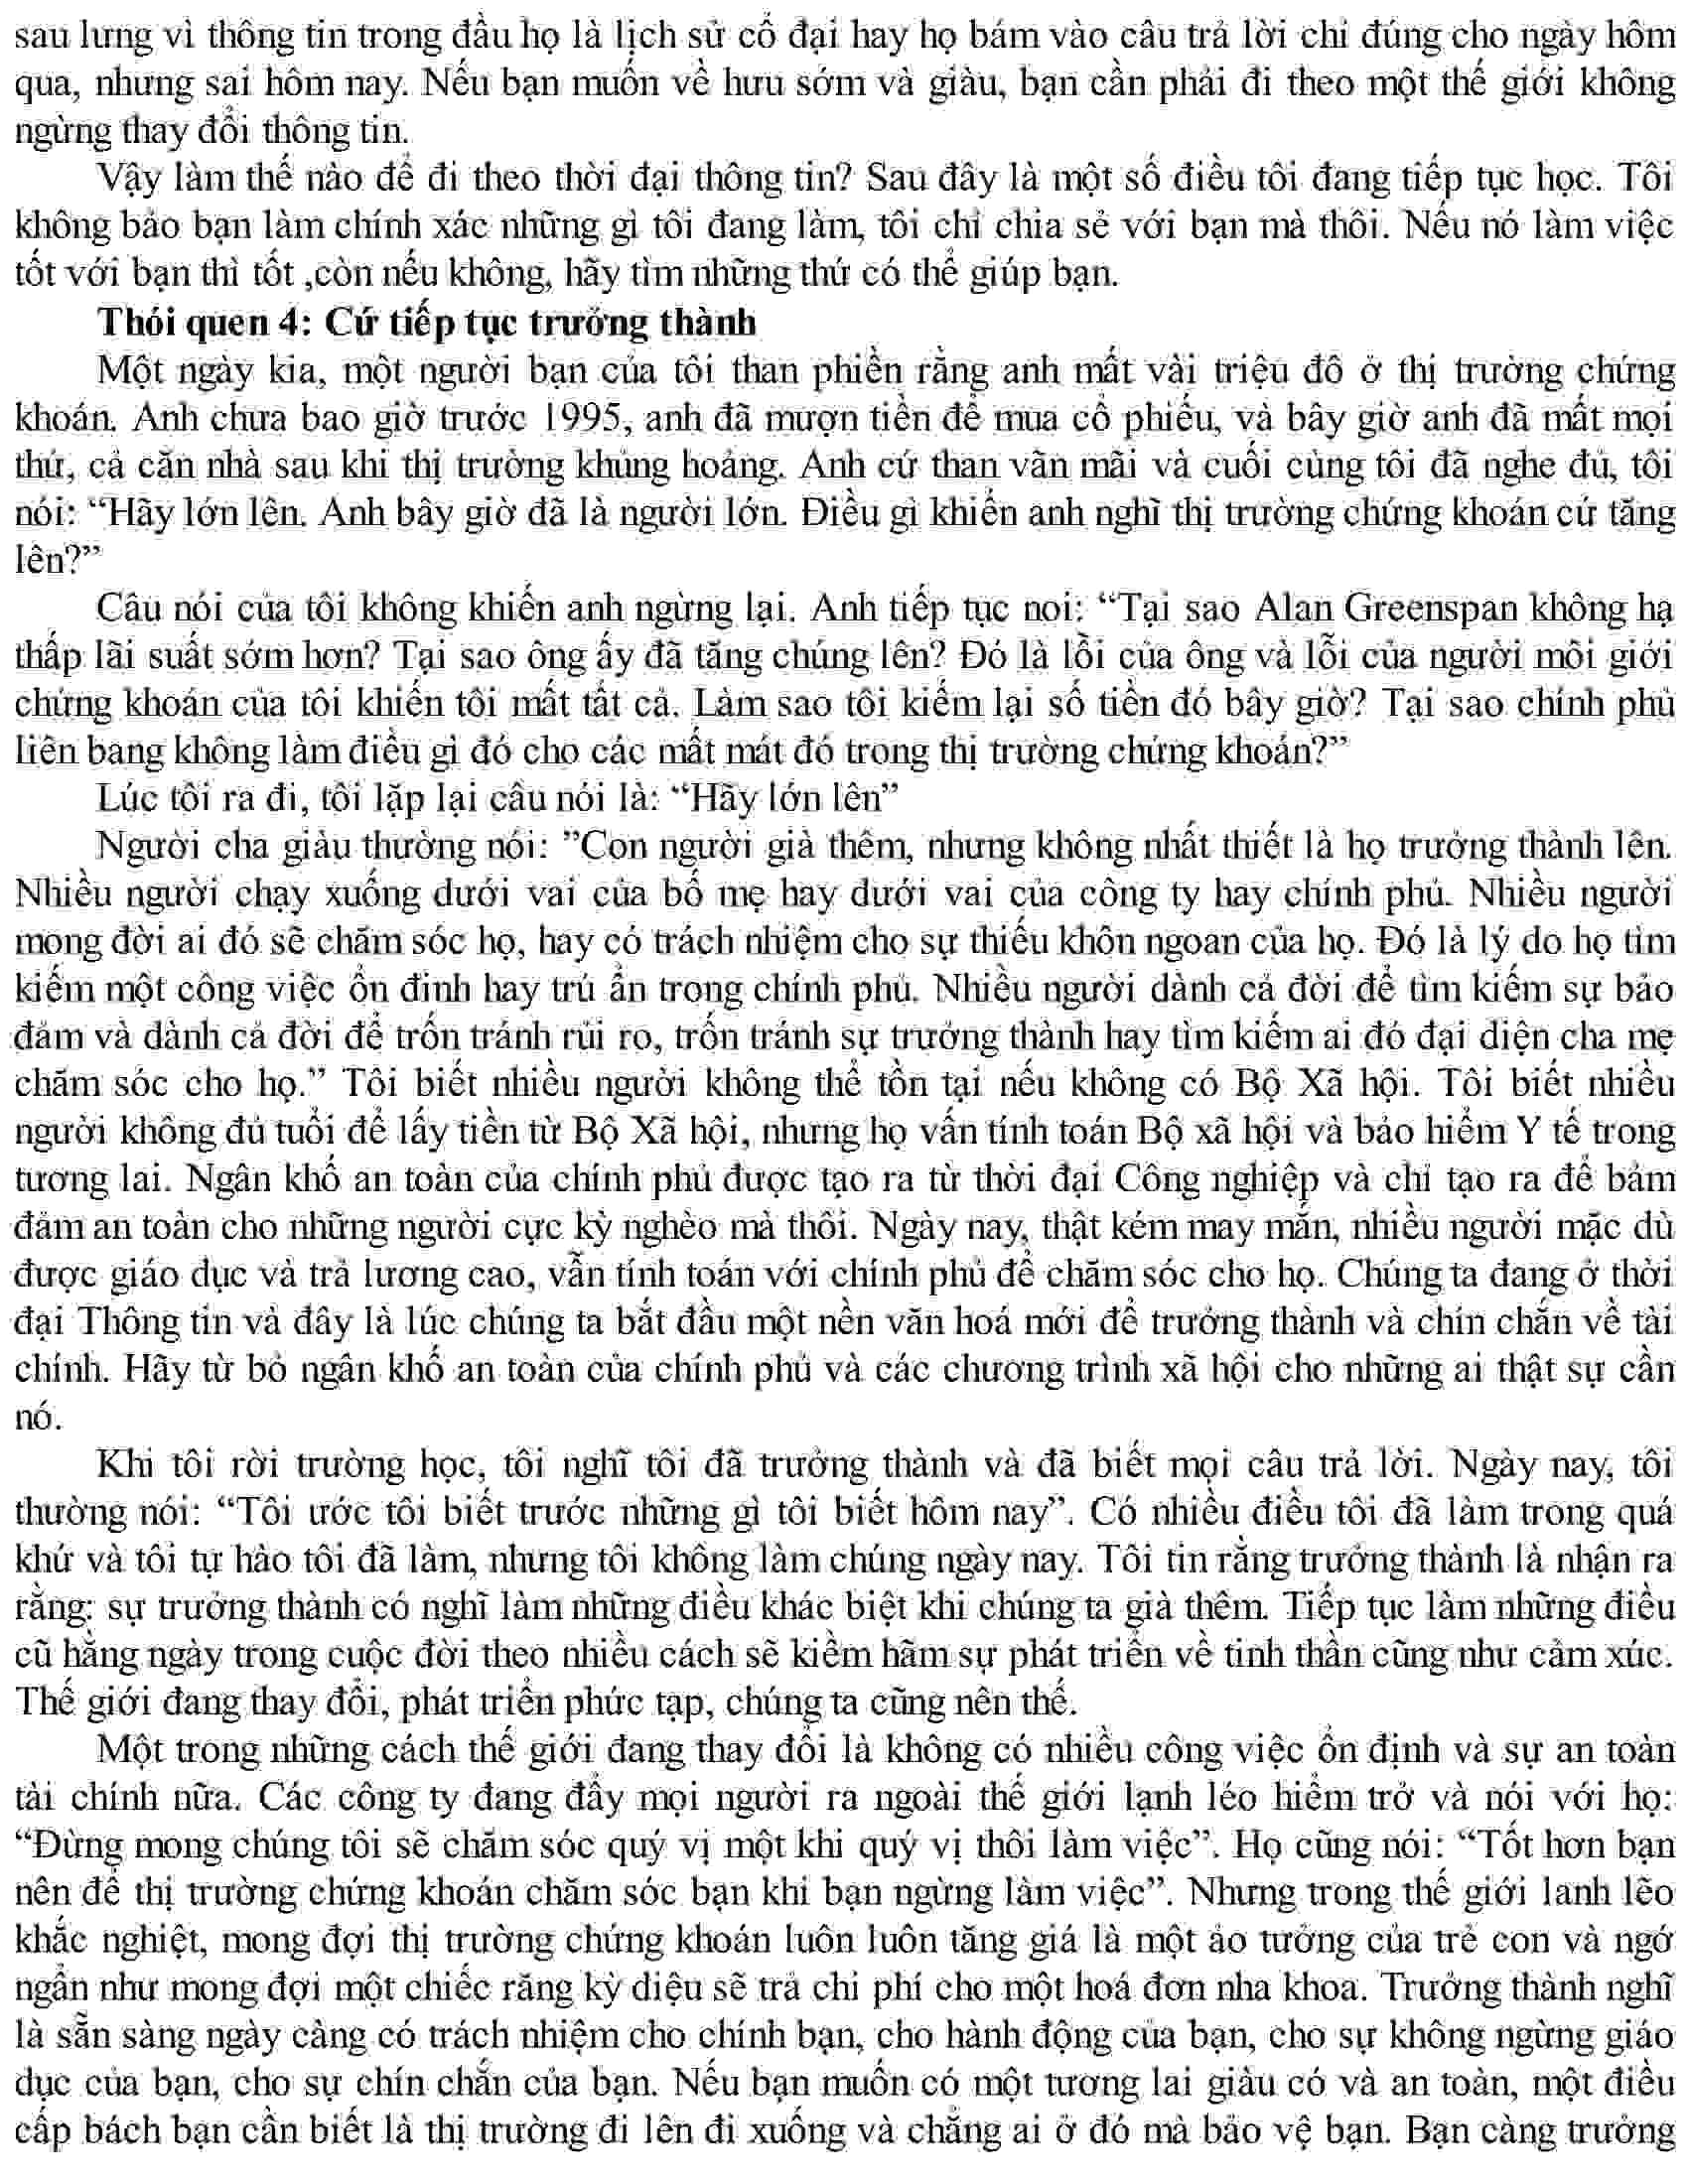 sau lưng vì thông tin trong đầu họ là lịch sử cổ đại hay họ bám vào câu trả lời chỉ đúng cho ngày hôm
qua, nhưng sai hôm nay. Nếu bạn muốn về hưu sớm và giàu, bạn cần phải đi theo một thế giới không
ngừng thay đổi thông tin.
Vậy làm thế nào để đi theo thời đại thông tin? Sau đây là một số điều tôi đang tiếp tục học. Tôi
không bảo bạn làm chính xác những gì tôi đang làm, tôi chỉ chia sẻ với bạn mà thôi. Nếu nó làm việc
tốt với bạn thì tốt ,còn nếu không, hãy tìm những thứ có thể giúp bạn.
Thói quen 4: Cứ tiếp tục trưởng thành
Một ngày kia, một người bạn của tôi than phiền rằng anh mất vài triệu đô ở thị trường chứng
khoán. Anh chưa bao giờ trước 1995, anh đã mượn tiền để mua cổ phiếu, và bây giờ anh đã mất mọi
thứ, cả căn nhà sau khi thị trường khủng hoảng. Anh cứ than vãn mãi và cuối cùng tôi đã nghe đủ, tôi
nói: “Hãy lớn lên. Anh bây giờ đã là người lớn. Điều gì khiến anh nghĩ thị trường chứng khoán cứ tăng
lên?”
Câu nói của tôi không khiến anh ngừng lại. Anh tiếp tục noi: “Tại sao Alan Greenspan không hạ
thấp lãi suất sớm hơn? Tại sao ông ấy đã tăng chúng lên? Đó là lỗi của ông và lỗi của người môi giới
chứng khoán của tôi khiến tôi mất tất cả. Làm sao tôi kiếm lại số tiền đó bây giờ? Tại sao chính phủ
liên bang không làm điều gì đó cho các mất mát đó trong thị trường chứng khoán?”
Lúc tôi ra đi, tôi lặp lại câu nói là: “Hãy lớn lên”
Người cha giàu thường nói: ”Con người già thêm, nhưng không nhất thiết là họ trưởng thành lên.
Nhiều người chạy xuống dưới vai của bố mẹ hay dưới vai của công ty hay chính phủ. Nhiều người
mong đời ai đó sẽ chăm sóc họ, hay có trách nhiệm cho sự thiếu khôn ngoan của họ. Đó là lý do họ tìm
kiếm một công việc ổn định hay trú ẩn trong chính phủ. Nhiều người dành cả đời để tìm kiếm sự bảo
đảm và dành cả đời để trốn tránh rủi ro, trốn tránh sự trưởng thành hay tìm kiếm ai đó đại diện cha mẹ
chăm sóc cho họ.” Tôi biết nhiều người không thể tồn tại nếu không có Bộ Xã hội. Tôi biết nhiều
người không đủ tuổi để lấy tiền từ Bộ Xã hội, nhưng họ vẫn tính toán Bộ xã hội và bảo hiểm Y tế trong
tương lai. Ngân khố an toàn của chính phủ được tạo ra từ thời đại Công nghiệp và chỉ tạo ra để bảm
đảm an toàn cho những người cực kỳ nghèo mà thôi. Ngày nay, thật kém may mắn, nhiều người mặc dù
được giáo dục và trả lương cao, vẫn tính toán với chính phủ để chăm sóc cho họ. Chúng ta đang ở thời
đại Thông tin và đây là lúc chúng ta bắt đầu một nền văn hoá mới để trưởng thành và chín chắn về tài
chính. Hãy từ bỏ ngân khố an toàn của chính phủ và các chương trình xã hội cho những ai thật sự cần
nó.
Khi tôi rời trường học, tôi nghĩ tôi đã trưởng thành và đã biết mọi câu trả lời. Ngày nay, tôi
thường nói: “Tôi ước tôi biết trước những gì tôi biết hôm nay”. Có nhiều điều tôi đã làm trong quá
khứ và tôi tự hào tôi đã làm, nhưng tôi không làm chúng ngày nay. Tôi tin rằng trưởng thành là nhận ra
rằng: sự trưởng thành có nghĩ làm những điều khác biệt khi chúng ta già thêm. Tiếp tục làm những điều
cũ hằng ngày trong cuộc đời theo nhiều cách sẽ kiềm hãm sự phát triển về tinh thần cũng như cảm xúc.
Thế giới đang thay đổi, phát triển phức tạp, chúng ta cũng nên thế.
Một trong những cách thế giới đang thay đổi là không có nhiều công việc ổn định và sự an toàn
tài chính nữa. Các công ty đang đẩy mọi người ra ngoài thế giới lạnh léo hiểm trở và nói với họ:
“Đừng mong chúng tôi sẽ chăm sóc quý vị một khi quý vị thôi làm việc”. Họ cũng nói: “Tốt hơn bạn
nên để thị trường chứng khoán chăm sóc bạn khi bạn ngừng làm việc”. Nhưng trong thế giới lanh lẽo
khắc nghiệt, mong đợi thị trường chứng khoán luôn luôn tăng giá là một ảo tưởng của trẻ con và ngớ
ngẩn như mong đợi một chiếc răng kỳ diệu sẽ trả chi phí cho một hoá đơn nha khoa. Trưởng thành nghĩ
là sẵn sàng ngày càng có trách nhiệm cho chính bạn, cho hành động của bạn, cho sự không ngừng giáo
dục của bạn, cho sự chín chắn của bạn. Nếu bạn muốn có một tương lai giàu có và an toàn, một điều
cấp bách bạn cần biết là thị trường đi lên đi xuống và chẳng ai ở đó mà bảo vệ bạn. Bạn càng trưởng